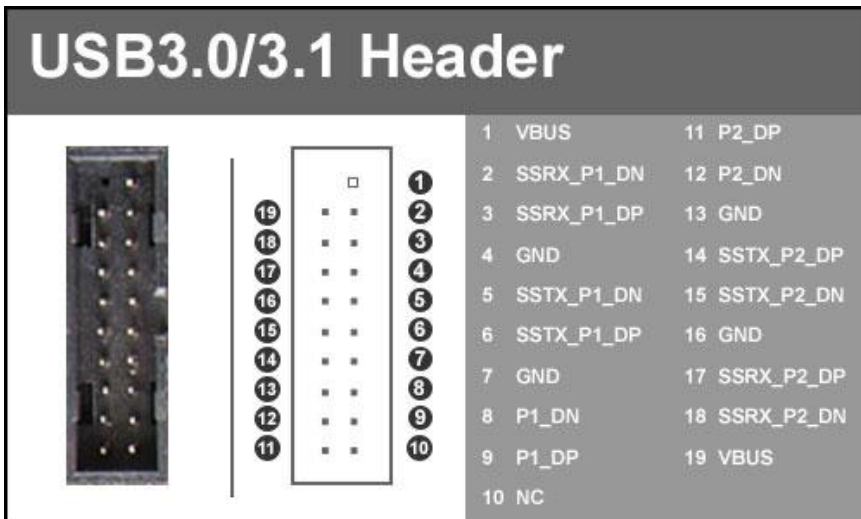 USB3.0/3.1 Header
1 VBUS
2 SSRX_P1_DN
3 SSRX_P1_DP
4 GND
5 SSTX_P1_DN
6 SSTX_P1_DP
7 GND
8 P1_DN
9 P1_DP
10 NC
11 P2_DP
12 P2_DN
13 GND
14 SSTX_P2_DP
15 SSTX_P2_DN
16 GND
17 SSRX_P2_DP
18 SSRX_P2_DN
19 VBUS
1
19 2
18 3
17 4
16 5
15 6
14 7
13 8
12 9
11 10